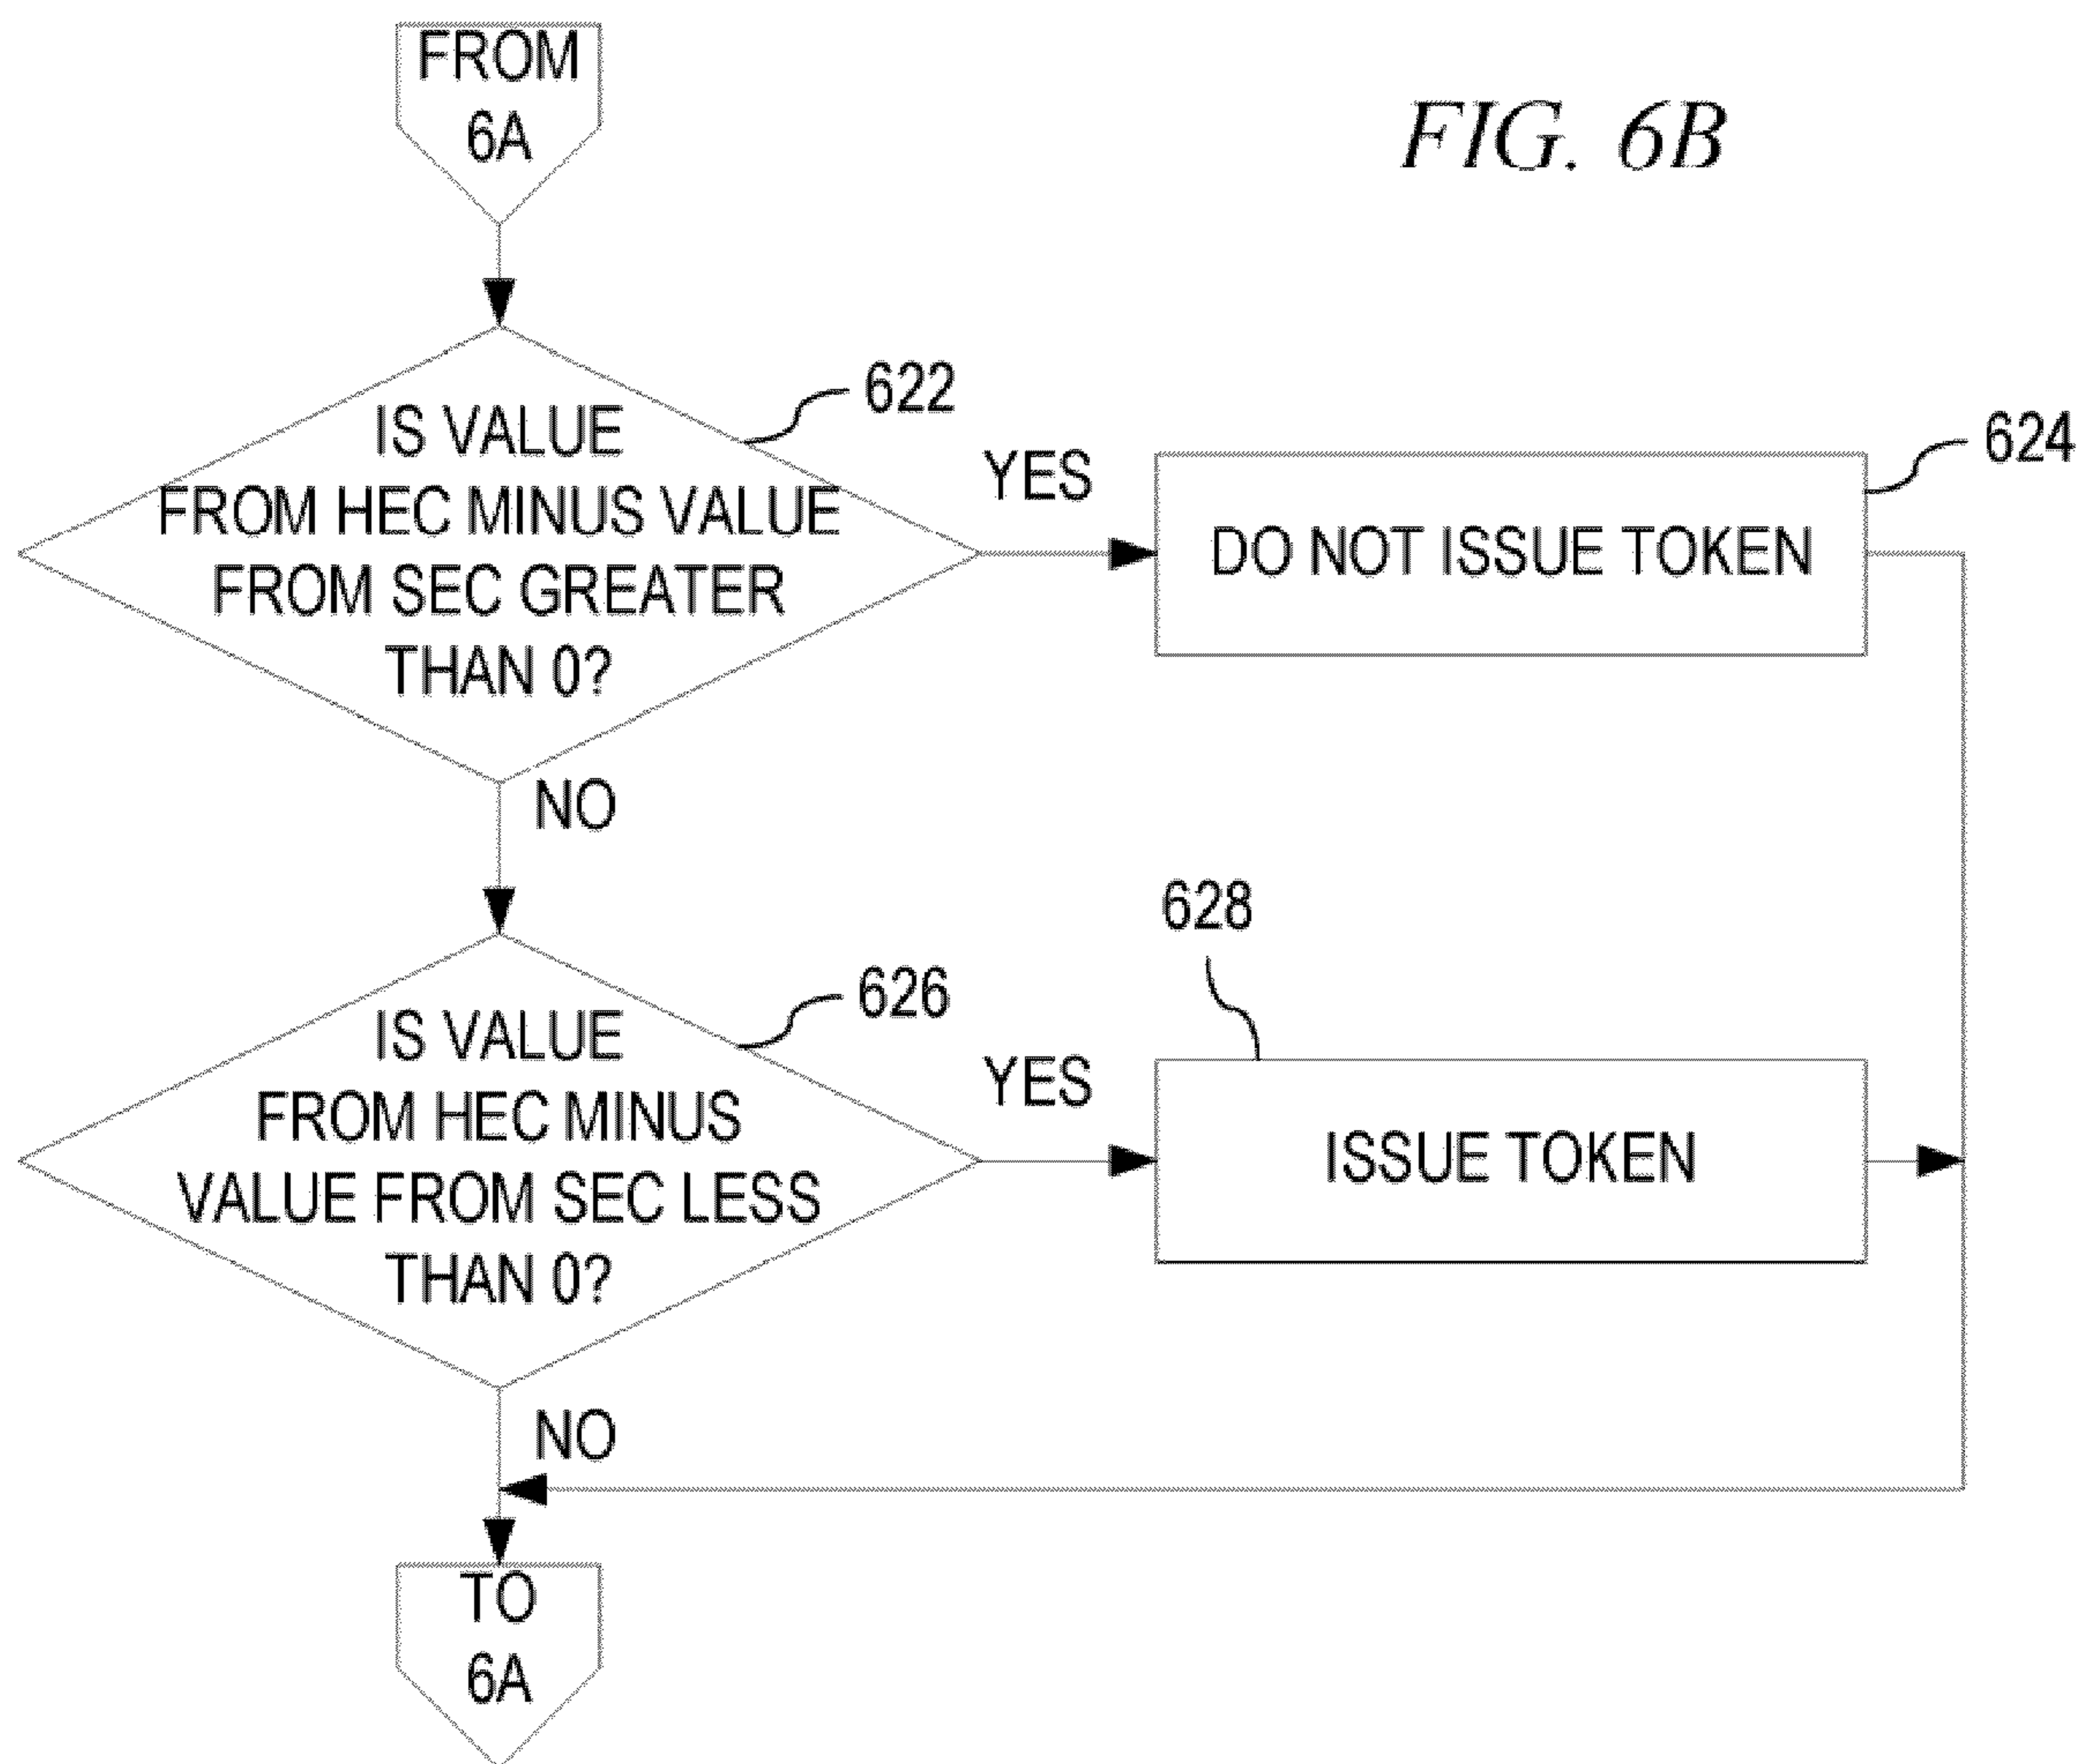 FROM
6A
FIG. 6B
622
IS VALUE
FROM HEC MINUS VALUE
FROM SEC GREATER
THAN 0?
YES
624
DO NOT ISSUE TOKEN
NO
626
IS VALUE
FROM HEC MINUS
VALUE FROM SEC LESS
THAN 0?
YES
628
ISSUE TOKEN
NO
TO
6A